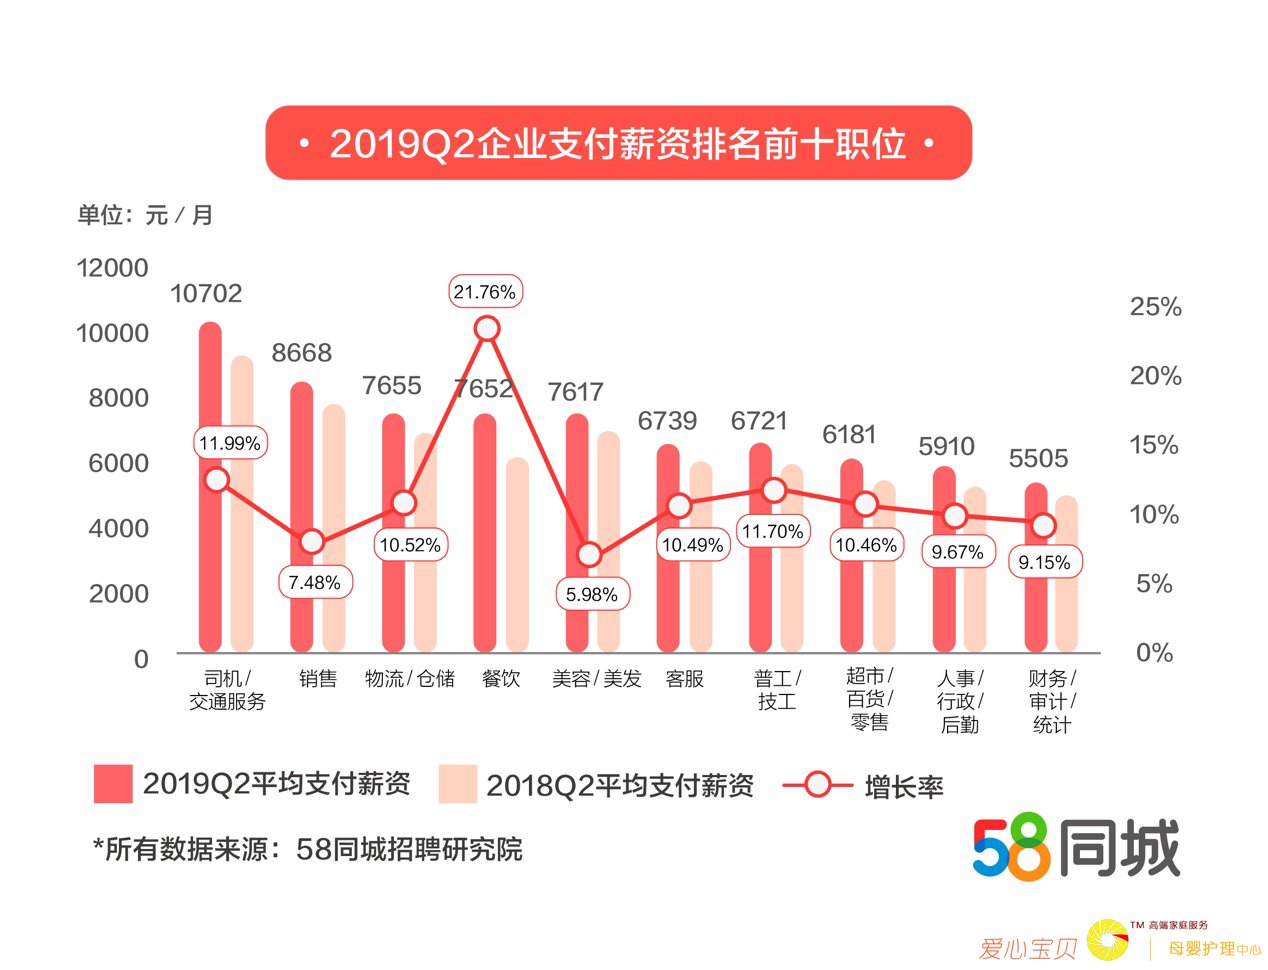 · 2019Q2企业支付薪资排名前十职位 ·
单位：元 / 月
12000
10000
8000
6000
4000
2000
0
25%
20%
15%
10%
5%
0%
10702
8668
7655
7652
7617
6739
6721
6181
5910
5505
11.99%
7.48%
10.52%
21.76%
5.98%
10.49%
11.70%
10.46%
9.67%
9.15%
司机 /
交通服务
销售
物流 / 仓储
餐饮
美容 / 美发
客服
普工 /
技工
超市 /
百货 /
零售
人事 /
行政 /
后勤
财务 /
审计 /
统计
2019Q2平均支付薪资
2018Q2平均支付薪资
增长率
*所有数据来源：58同城招聘研究院
58同城
爱心宝贝
TM 高端家庭服务
母婴护理中心